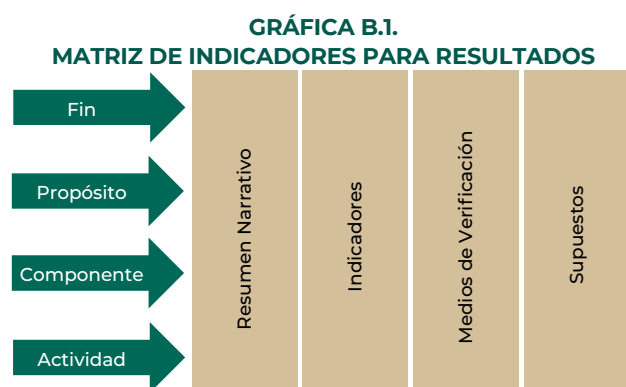 GRÁFICA B.1.
MATRIZ DE INDICADORES PARA RESULTADOS
Fin
Propósito
Componente
Actividad
Resumen Narrativo
Indicadores
Medios de Verificación
Supuestos